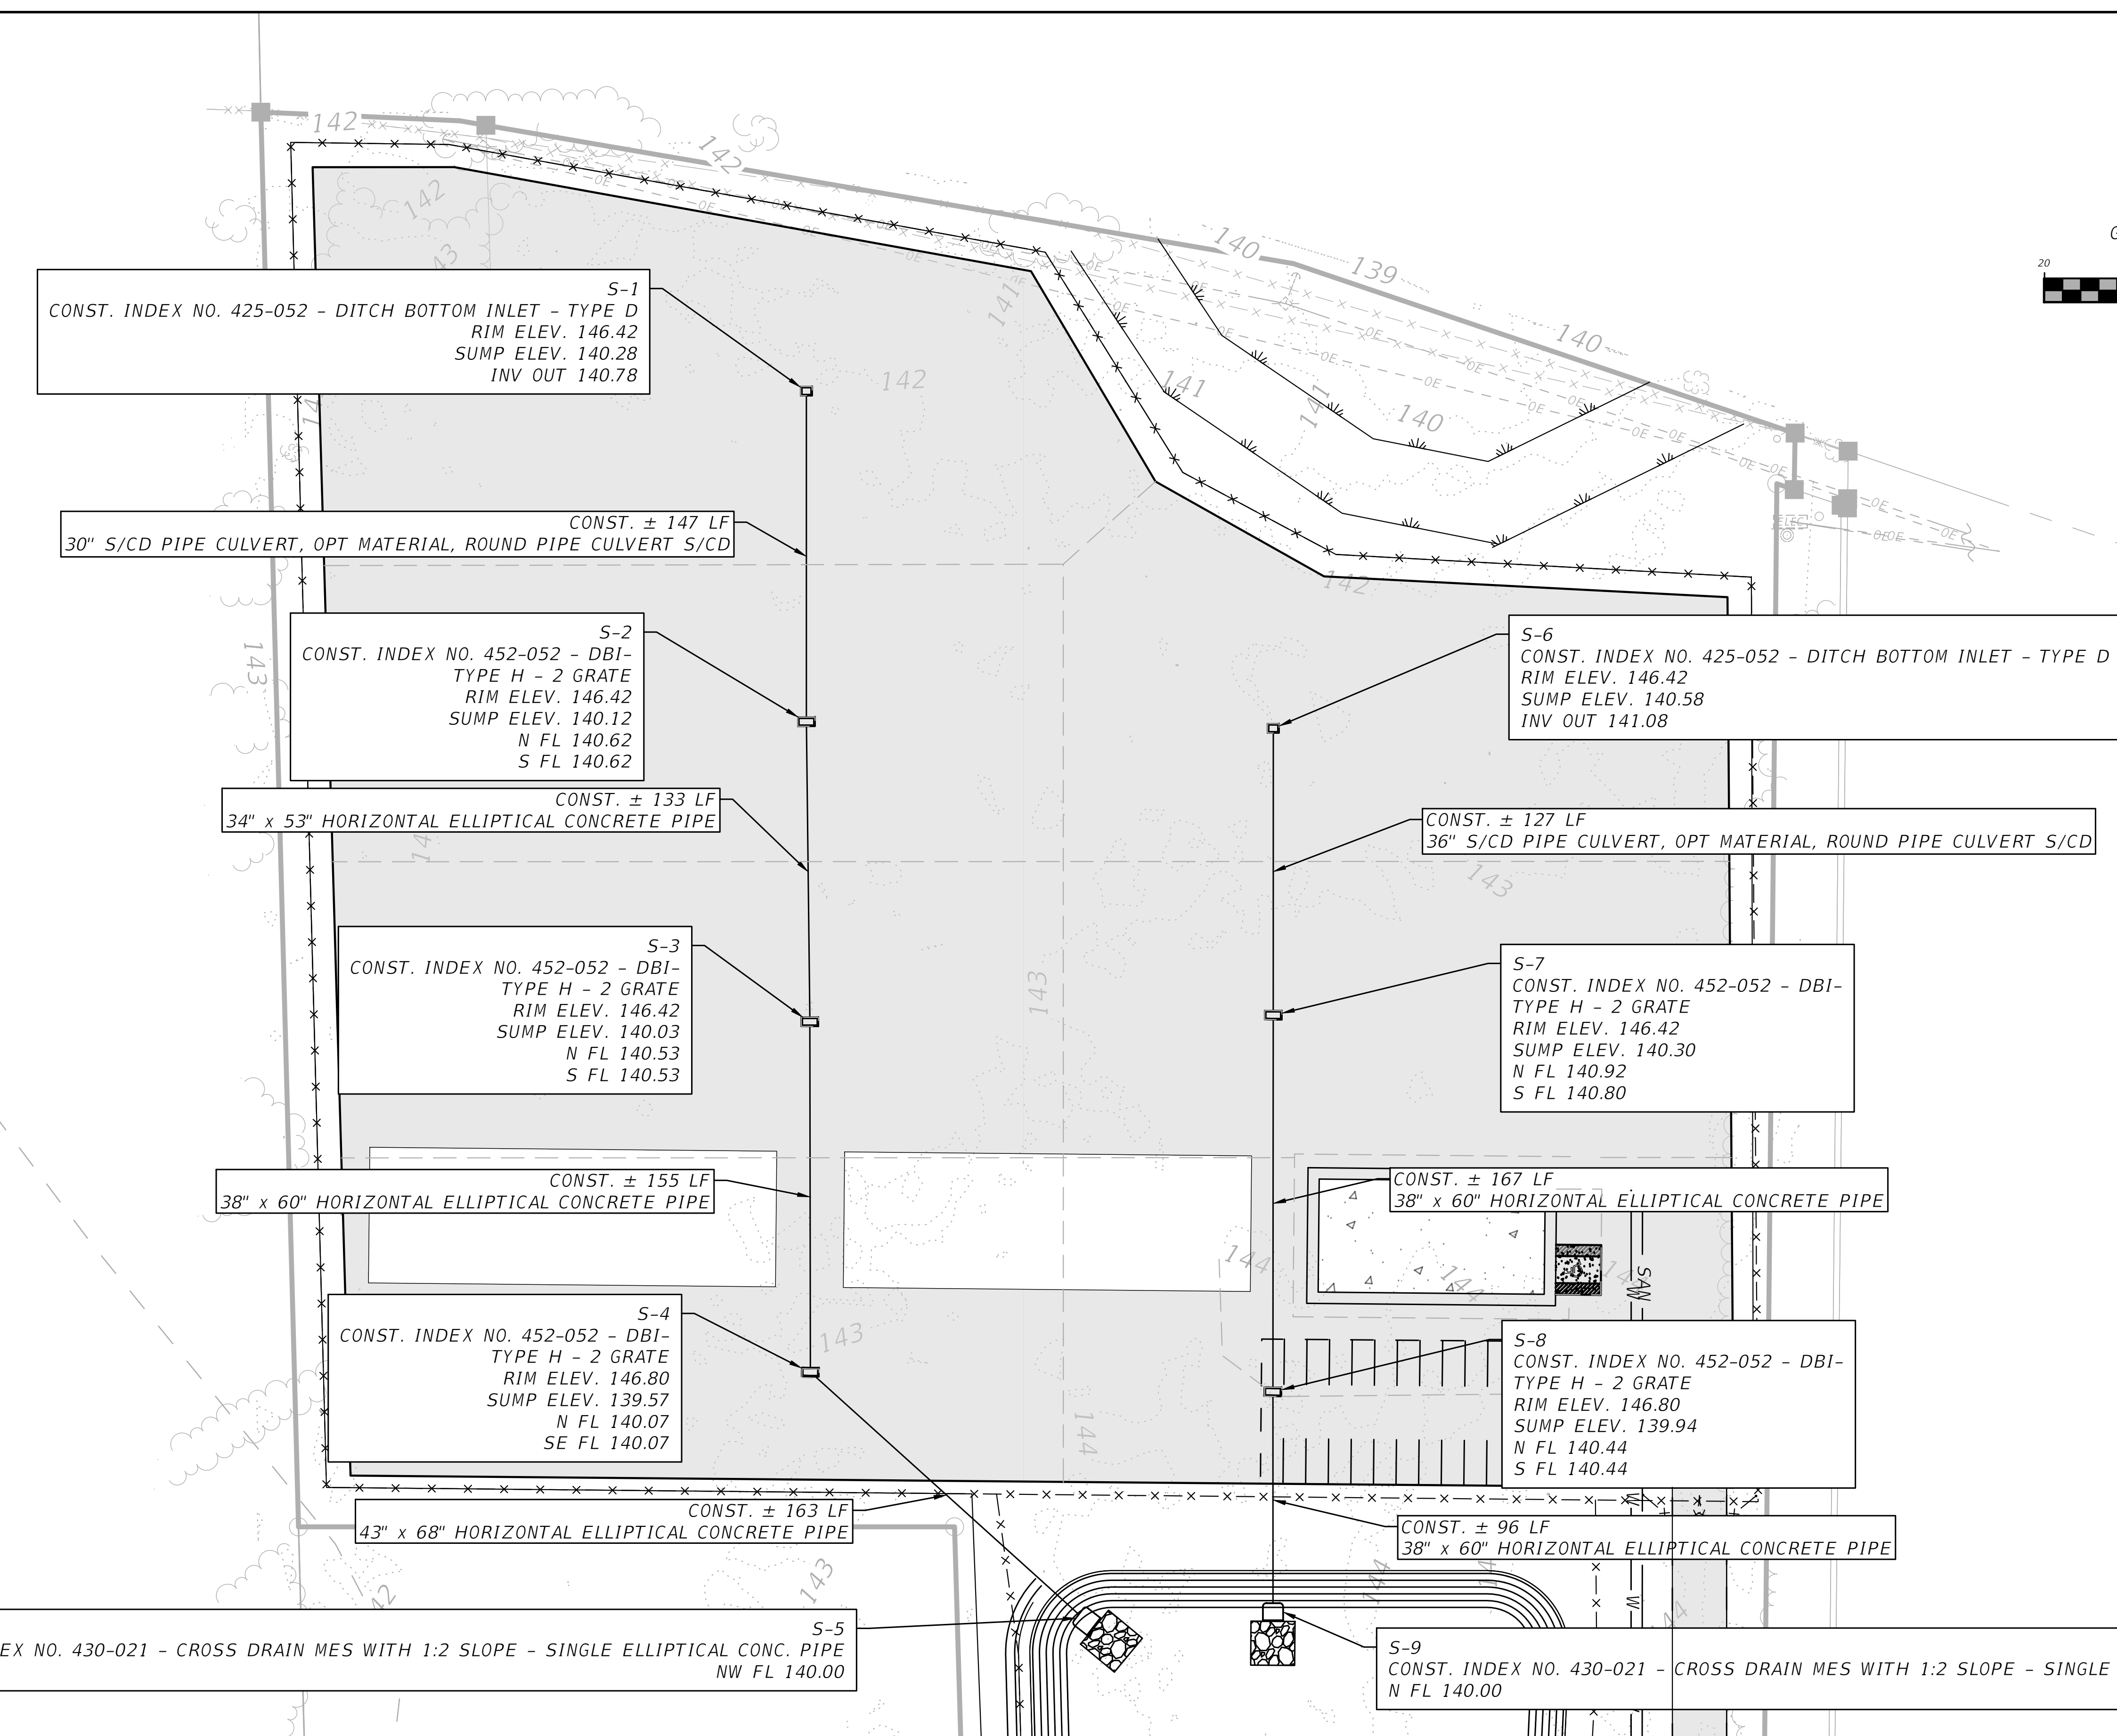 142
142
142
143
140
139
140
20
S-1
CONST. INDEX NO. 425-052 - DITCH BOTTOM INLET - TYPE D
RIM ELEV. 146.42
SUMP ELEV. 140.28
INV OUT 140.78
141
142
141
141
140
CONST. ± 147 LF
30" S/CD PIPE CULVERT, OPT MATERIAL, ROUND PIPE CULVERT S/CD
142
143
S-2
CONST. INDEX NO. 452-052 - DBI-
TYPE H - 2 GRATE
RIM ELEV. 146.42
SUMP ELEV. 140.12
N FL 140.62
S FL 140.62
S-6
CONST. INDEX NO. 425-052 - DITCH BOTTOM INLET - TYPE D
RIM ELEV. 146.42
SUMP ELEV. 140.58
INV OUT 141.08
CONST. ± 133 LF
34" x 53" HORIZONTAL ELLIPTICAL CONCRETE PIPE
CONST. ± 127 LF
36" S/CD PIPE CULVERT, OPT MATERIAL, ROUND PIPE CULVERT S/CD
143
S-3
CONST. INDEX NO. 452-052 - DBI-
TYPE H - 2 GRATE
RIM ELEV. 146.42
SUMP ELEV. 140.03
N FL 140.53
S FL 140.53
143
S-7
CONST. INDEX NO. 452-052 - DBI-
TYPE H - 2 GRATE
RIM ELEV. 146.42
SUMP ELEV. 140.30
N FL 140.92
S FL 140.80
CONST. ± 155 LF
38" x 60" HORIZONTAL ELLIPTICAL CONCRETE PIPE
CONST. ± 167 LF
38" x 60" HORIZONTAL ELLIPTICAL CONCRETE PIPE
144
144
SAN
W
S-4
CONST. INDEX NO. 452-052 - DBI-
TYPE H - 2 GRATE
RIM ELEV. 146.80
SUMP ELEV. 139.57
N FL 140.07
SE FL 140.07
143
144
S-8
CONST. INDEX NO. 452-052 - DBI-
TYPE H - 2 GRATE
RIM ELEV. 146.80
SUMP ELEV. 139.94
N FL 140.44
S FL 140.44
CONST. ± 163 LF
43" x 68" HORIZONTAL ELLIPTICAL CONCRETE PIPE
CONST. ± 96 LF
38" x 60" HORIZONTAL ELLIPTICAL CONCRETE PIPE
143
144
W
S-5
EX NO. 430-021 - CROSS DRAIN MES WITH 1:2 SLOPE - SINGLE ELLIPTICAL CONC. PIPE
NW FL 140.00
S-9
CONST. INDEX NO. 430-021 - CROSS DRAIN MES WITH 1:2 SLOPE - SINGLE
N FL 140.00